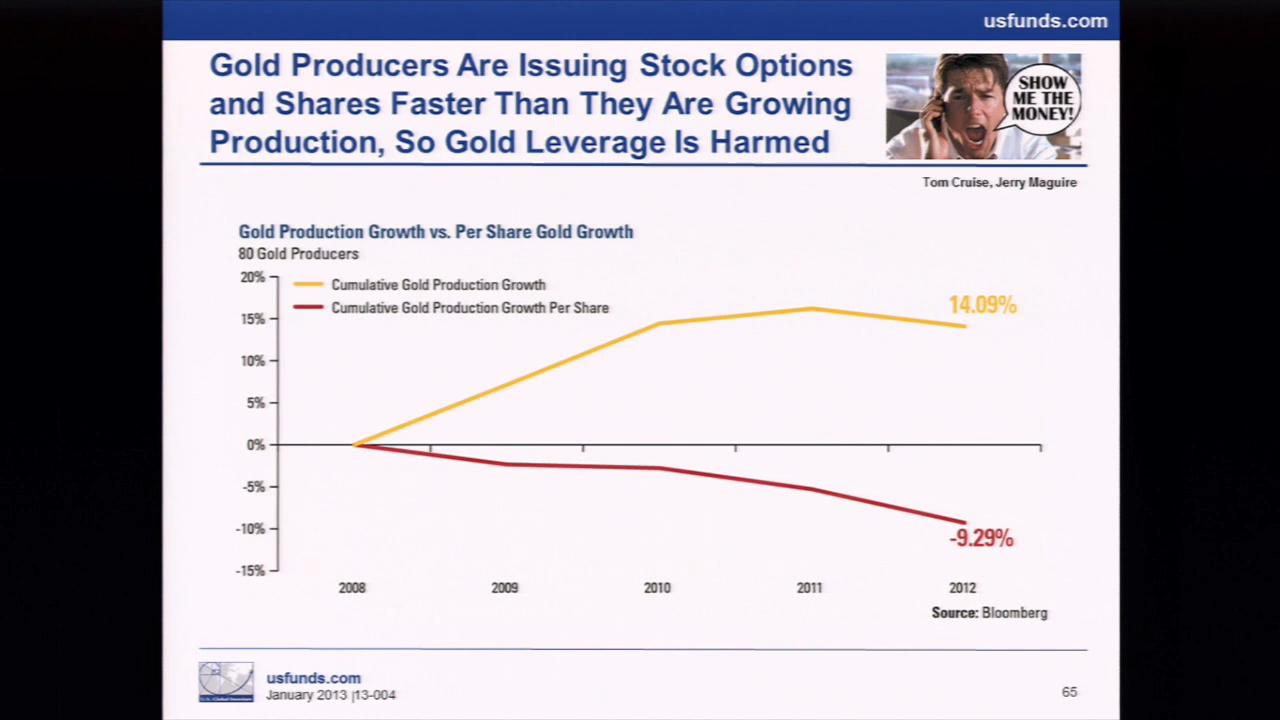 usfunds.com
Gold Producers Are Issuing Stock Options
and Shares Faster Than They Are Growing
Production, So Gold Leverage Is Harmed
SHOW
ME THE
MONEY!
Tom Cruise, Jerry Maguire
Gold Production Growth vs. Per Share Gold Growth
80 Gold Producers
20%
Cumulative Gold Production Growth
Cumulative Gold Production Growth Per Share
14.09%
15%
10%
5%
0%
-5%
-10%
-9.29%
-15%
2008 2009 2010 2011 2012
Source: Bloomberg
usfunds.com
January 2013 |13-004
65